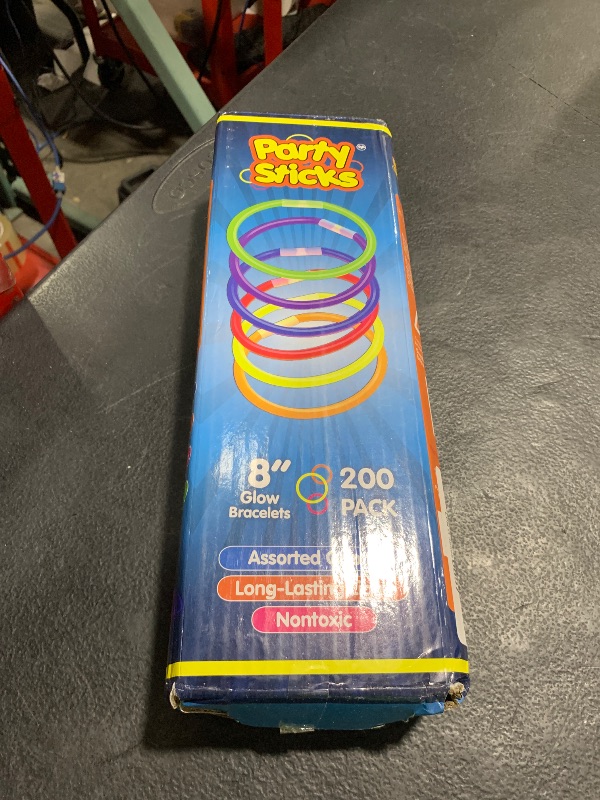 Party
Sticks
8" 200
Glow
Bracelets PACK
Assorted
Long-Lasting
Nontoxic